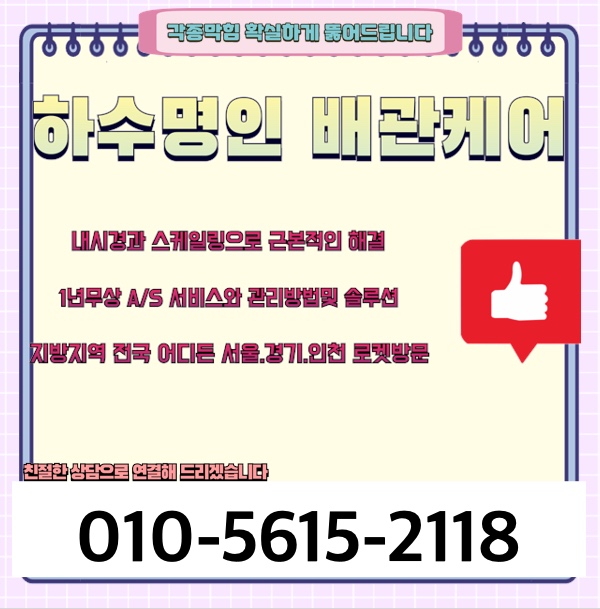 각종막힘 확실하게 뚫어드립니다
하수명인 배관케어
내시경과 스케일링으로 근본적인 해결
1년무상 A/S 서비스와 관리방법및 솔루션
지방지역 전국 어디든 서울.경기.인천 로켓방문
친절한 상담으로 연결해 드리겠습니다
010-5615-2118